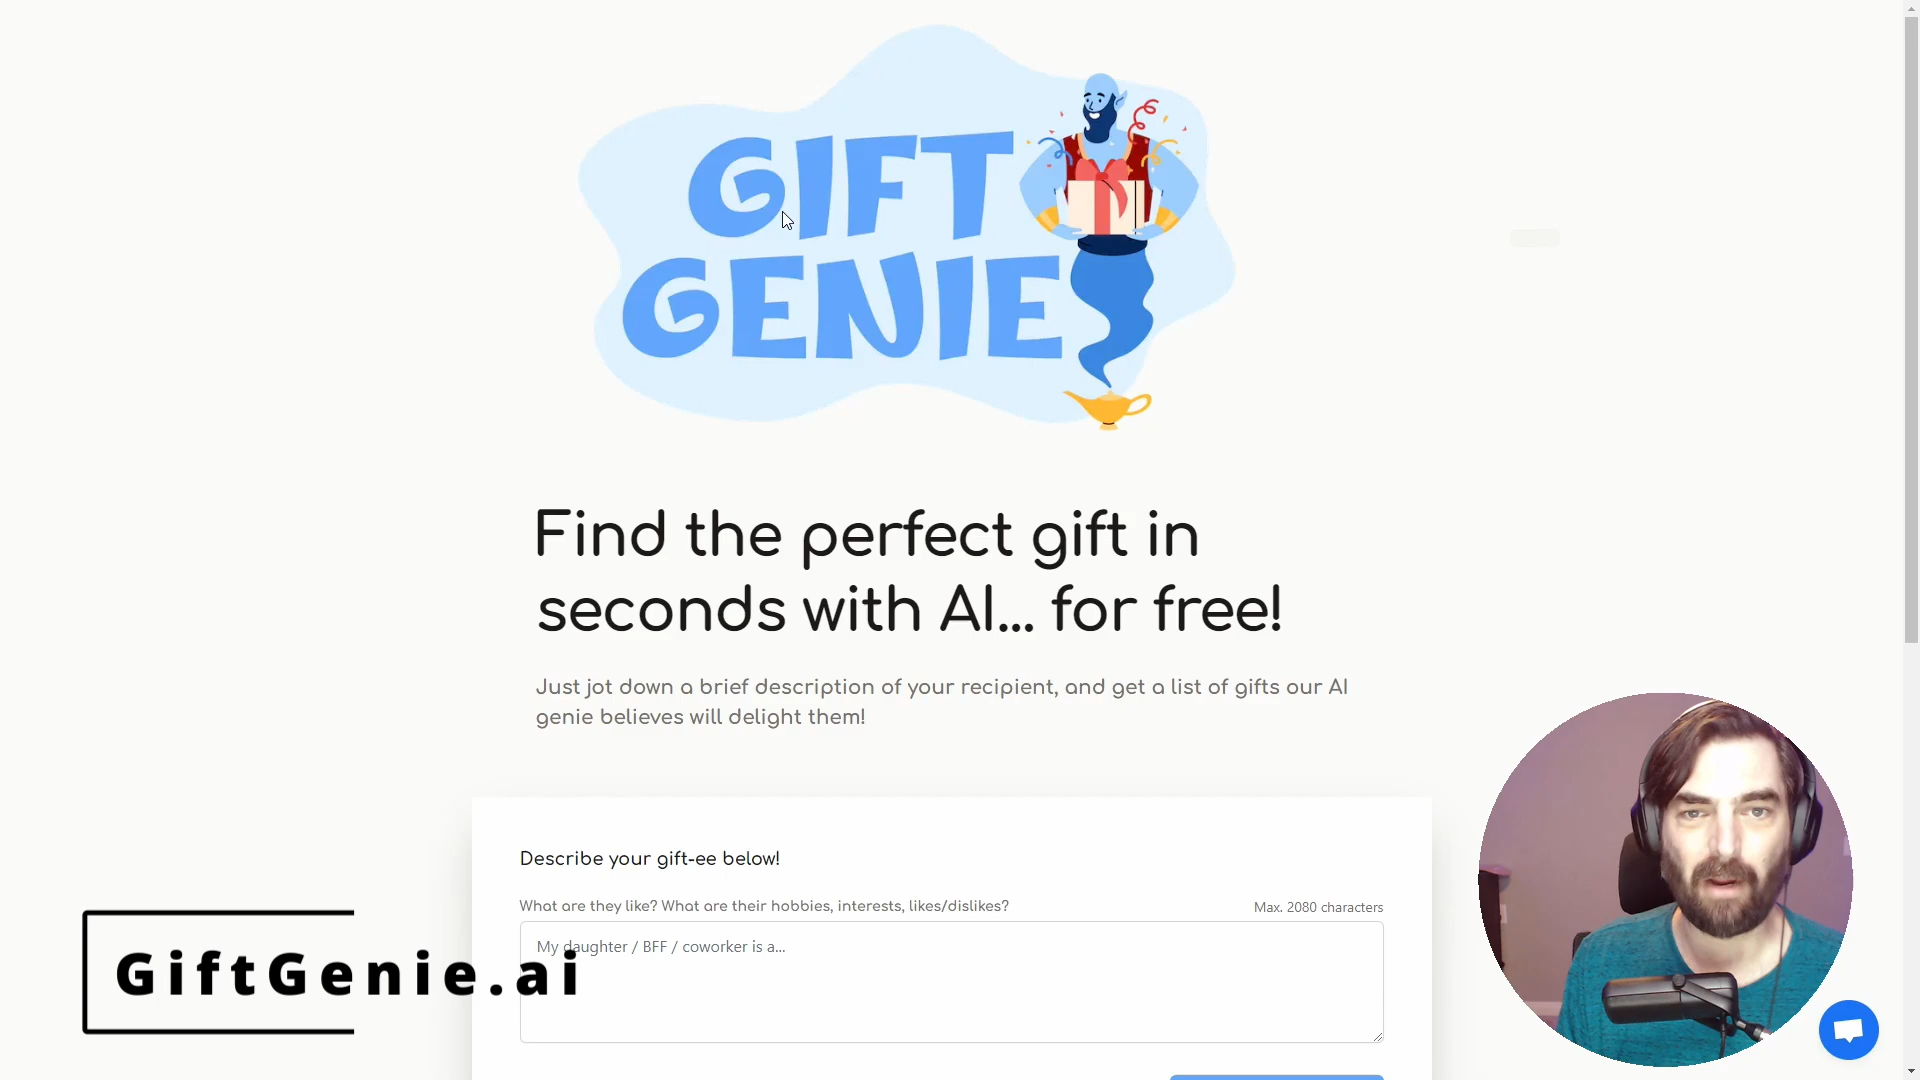 GIFT
GENIE
Find the perfect gift in
seconds with AI... for free!
Just jot down a brief description of your recipient, and get a list of gifts our AI
genie believes will delight them!
Describe your gift-ee below!
What are they like? What are their hobbies, interests, likes/dislikes?
Max. 2080 characters
My daughter / BFF / coworker is a...
GiftGenie.ai